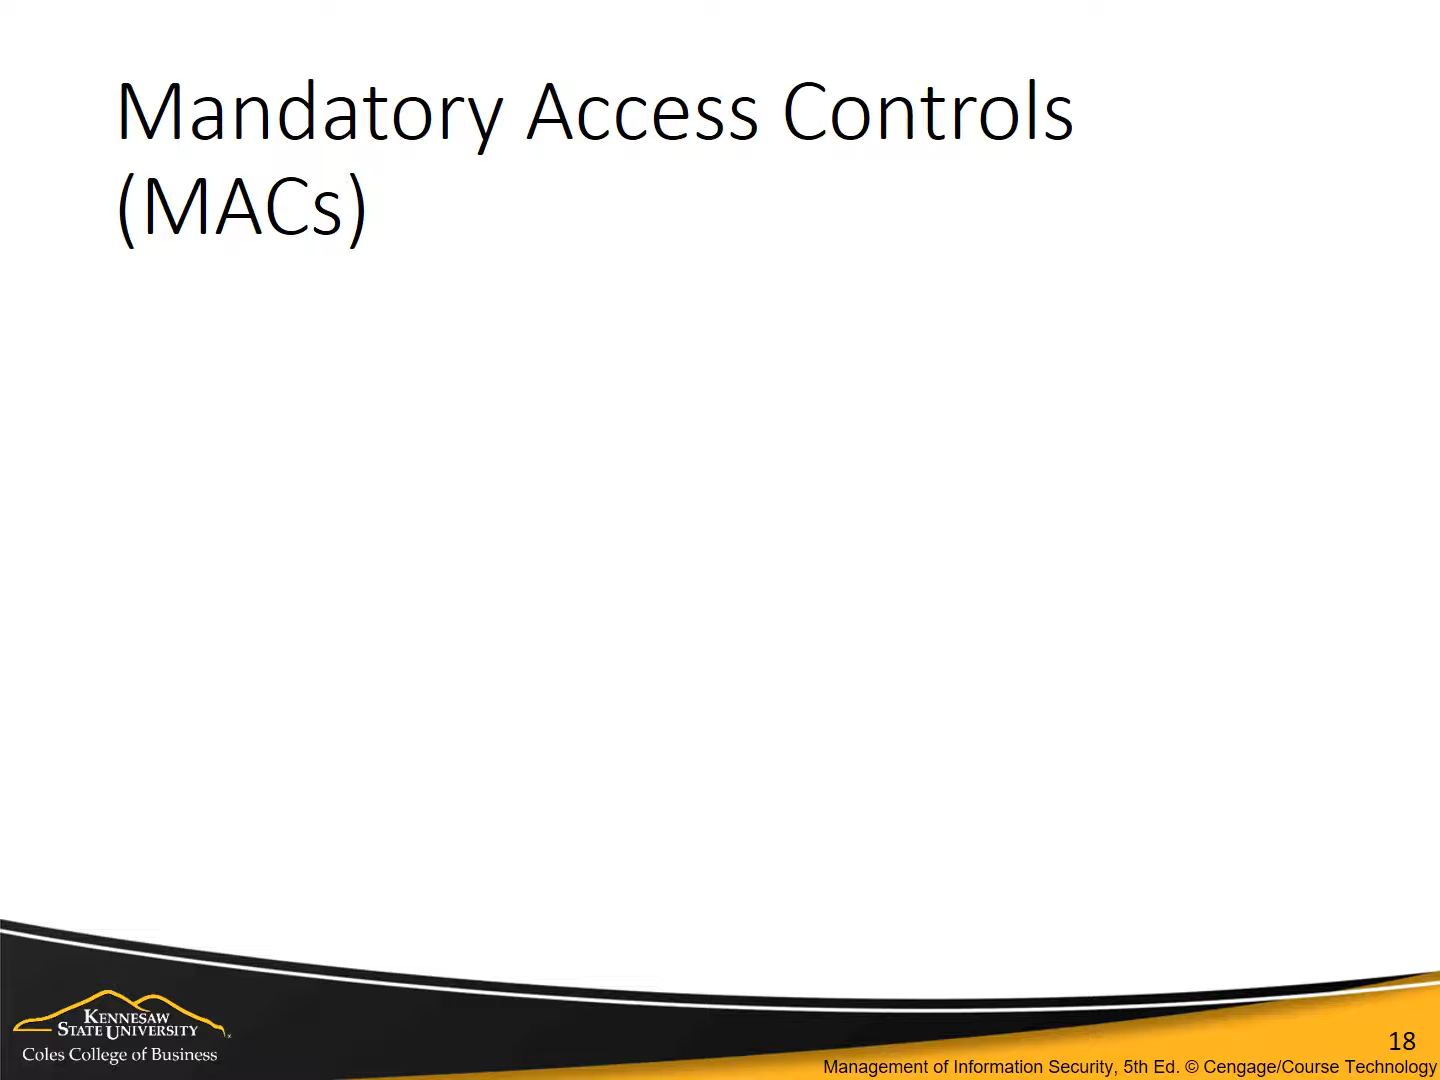 Mandatory Access Controls
(MACs)
KENNESAW
STATE UNIVERSITY
Coles College of Business
18
Management of Information Security, 5th Ed. © Cengage/Course Technology